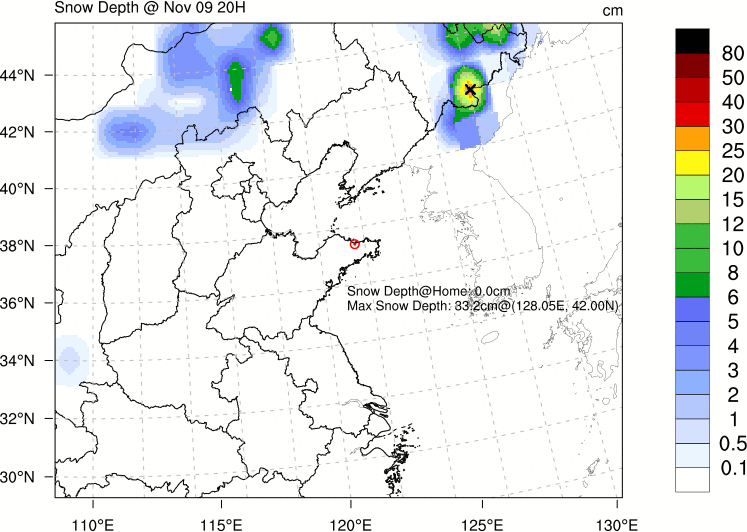 Snow Depth @ Nov 09 20H
cm
44°N
42°N
40°N
38°N
36°N
34°N
32°N
30°N
Snow Depth@Home: 0.0cm
Max Snow Depth: 33.2cm@(128.05E, 42.00N)
110°E
115°E
120°E
125°E
130°E
80
50
40
30
25
20
15
12
10
8
6
5
4
3
2
1
0.5
0.1